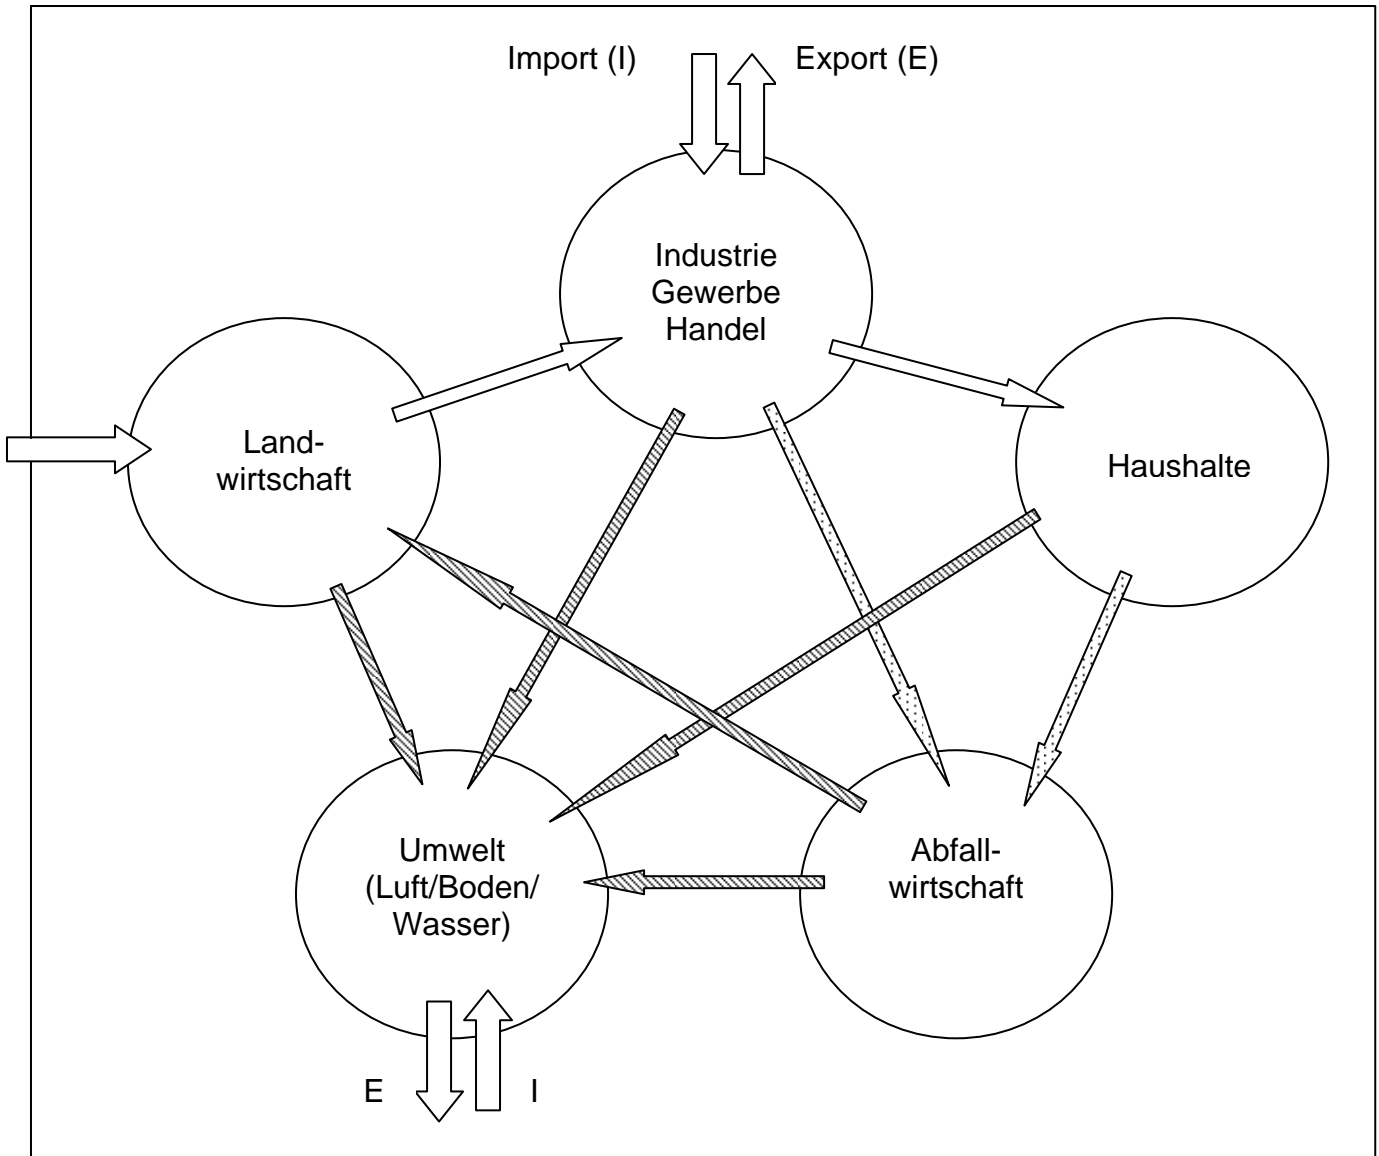 Import (I)
Export (E)
Industrie
Gewerbe
Handel
Land-
wirtschaft
Haushalte
Umwelt
(Luft/Boden/
Wasser)
Abfall-
wirtschaft
E
I